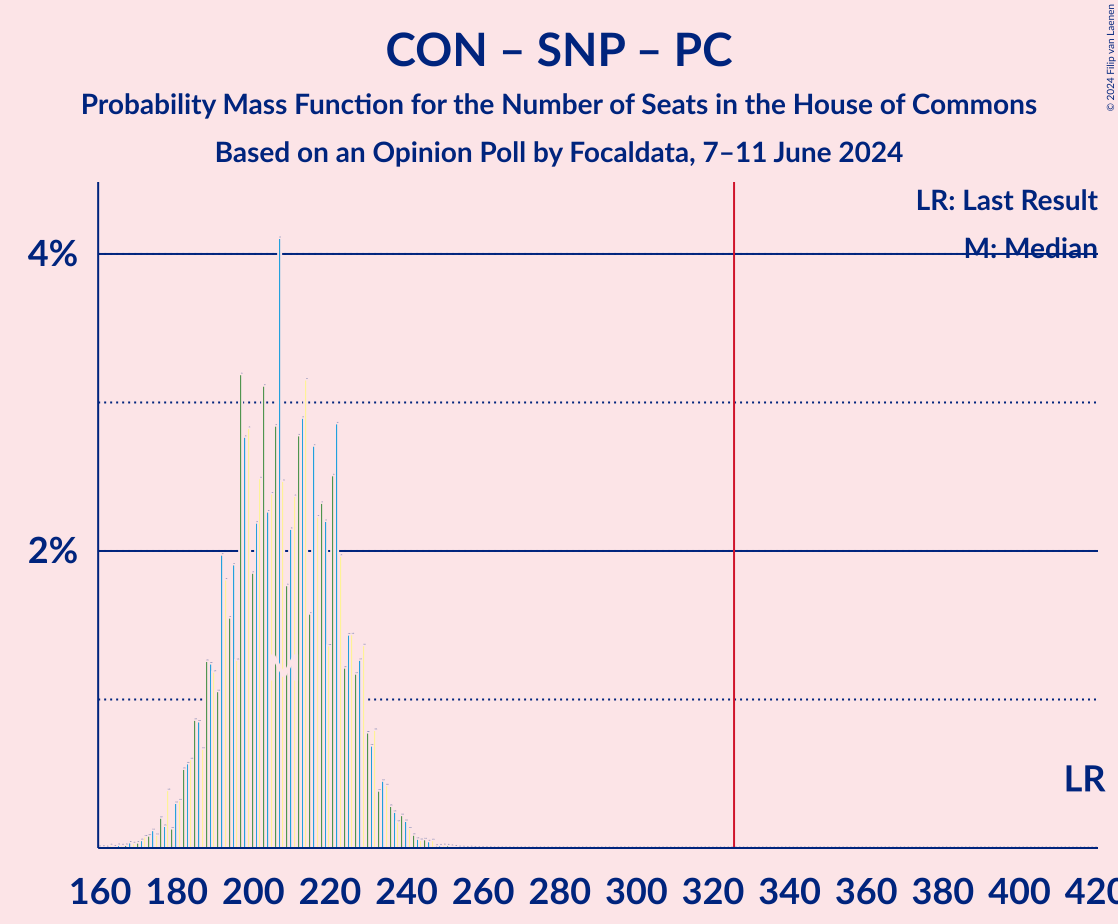 CON – SNP – PC
Probability Mass Function for the Number of Seats in the House of Commons
Based on an Opinion Poll by Focaldata, 7–11 June 2024
© 2024 Filip van Laenen
LR: Last Result
M: Median
4%
2%
LR
160 180 200 220 240 260 280 300 320 340 360 380 400 420